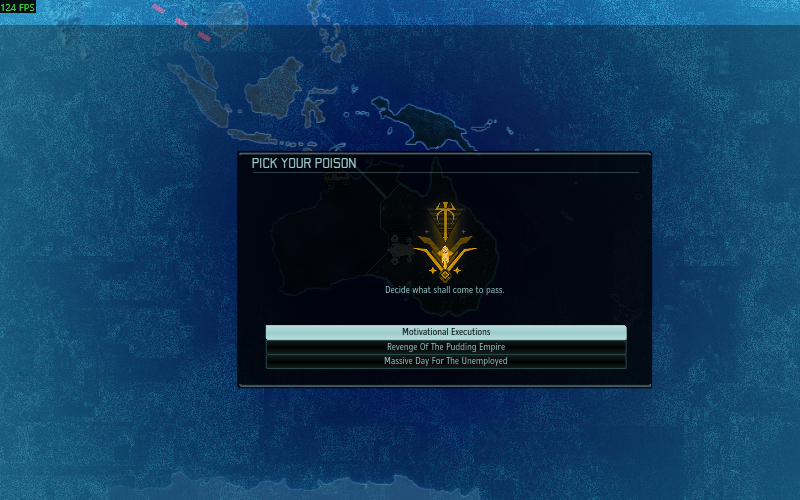 124 FPS
PICK YOUR POISON
Decide what shall come to pass.
Motivational Executions
Revenge Of The Pudding Empire
Massive Day For The Unemployed